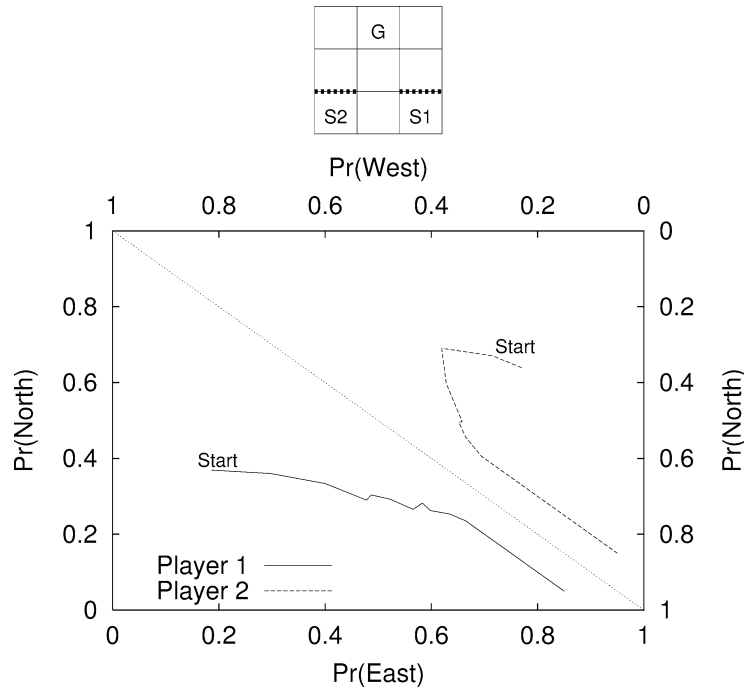 G
S2 S1
Pr(West)
1 0.8 0.6 0.4 0.2 0
1 0
0.8 0.2
Start
0.6 0.4
Pr(North) Pr(North)
Start
0.4 0.6
0.2 0.8
Player 1
Player 2
0 1
0 0.2 0.4 0.6 0.8 1
Pr(East)